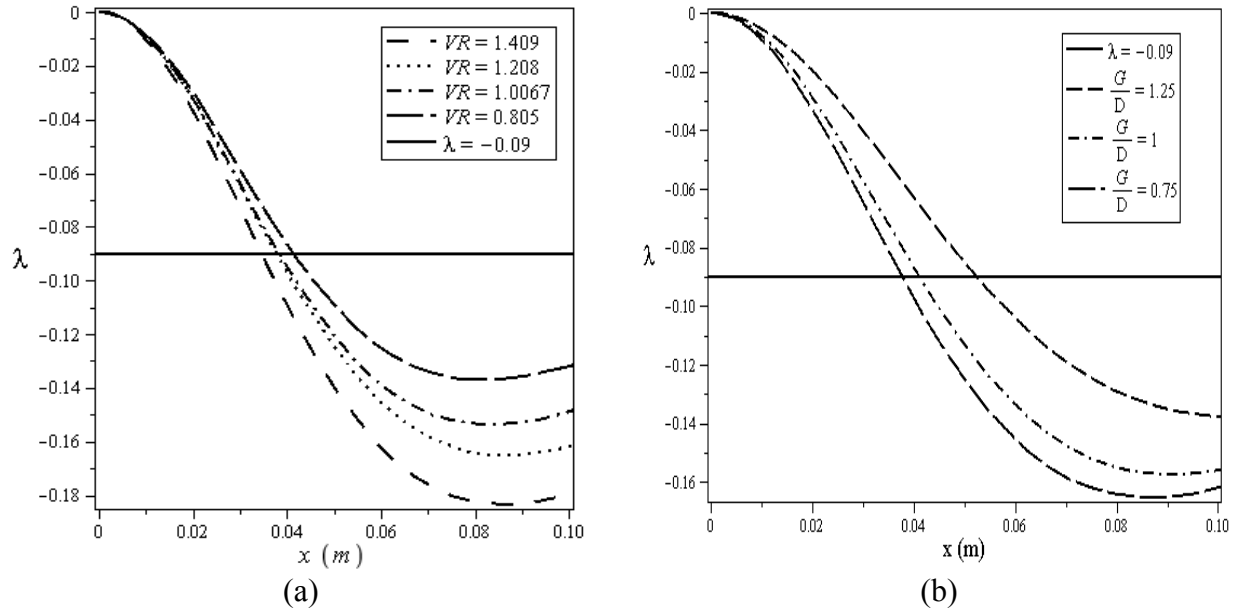 0
−0.02
−0.04
−0.06
−0.08
−0.10
−0.12
−0.14
−0.16
−0.18
λ
0
0.02
0.04
0.06
0.08
0.10
x (m)
VR = 1.409
VR = 1.208
VR = 1.0067
VR = 0.805
λ = −0.09
(a)
0
−0.02
−0.04
−0.06
−0.08
−0.10
−0.12
−0.14
−0.16
λ
0
0.02
0.04
0.06
0.08
0.10
x (m)
λ = −0.09
G/D = 1.25
G/D = 1
G/D = 0.75
(b)